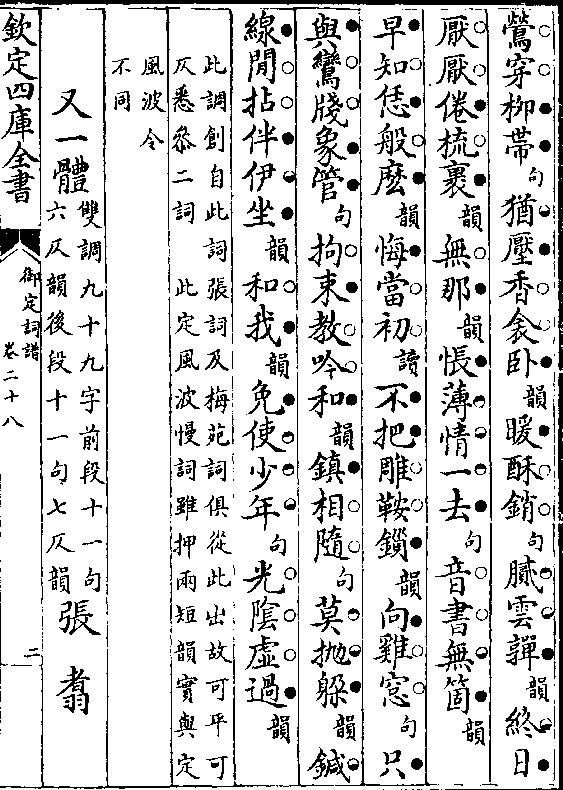 鶯穿柳帶句猶壓香衾卧韻暖酥銷句膩雲嚲韻終日
厭厭倦梳裹韻無那韻悵薄情一去句音書無箇韻
早知恁般麽韻悔當初讀不把雕鞍鎻韻向雞窓句只
與鸞牋象管句拘束教吟和韻鎮相隨句莫抛躱韻鍼
線閒拈伴伊坐韻和我韻免使少年句光陰虛過韻
此調創自此詞張詞及梅苑詞俱從此出故可平可
仄悉叅二詞　此定風波慢詞雖押兩短韻實與定
風波令
不同
又一體雙調九十九字前段十一句
六仄韻後段十一句七仄韻張翥
欽定四庫全書
御定詞譜
卷二十八
二